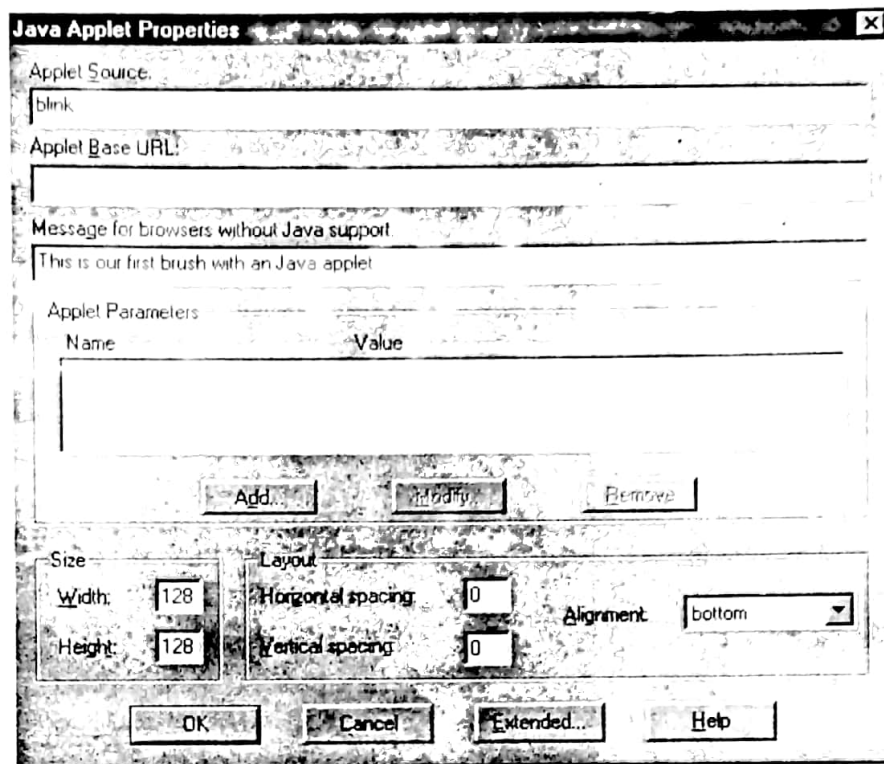 Java Applet Properties
Applet Source:
blink
Applet Base URL:
Message for browsers without Java support:
This is our first brush with an Java applet
Applet Parameters
Name Value
Add... Modify... Remove
Size Layout
Width: 128 Horizontal spacing: 0 Alignment: bottom
Height: 128 Vertical spacing: 0
OK Cancel Extended... Help